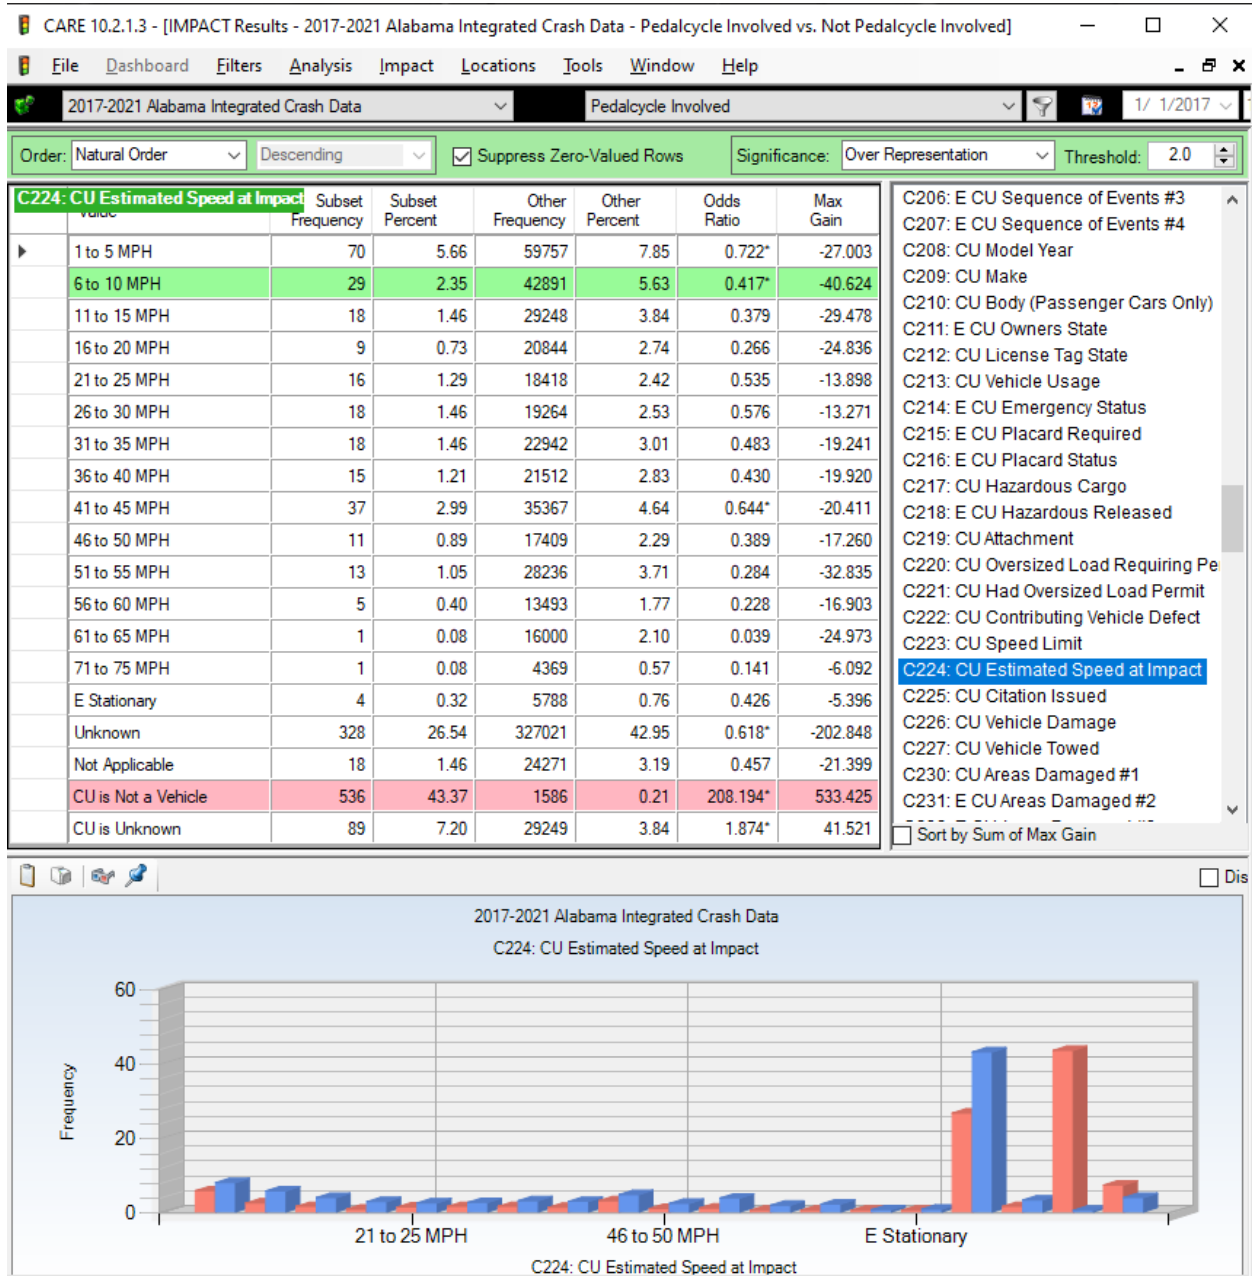 CARE 10.2.1.3 - [IMPACT Results - 2017-2021 Alabama Integrated Crash Data - Pedalcycle Involved vs. Not Pedalcycle Involved]
File Dashboard Filters Analysis Impact Locations Tools Window Help
2017-2021 Alabama Integrated Crash Data Pedalcycle Involved 1/ 1/2017
Order: Natural Order Descending Suppress Zero-Valued Rows Significance: Over Representation Threshold: 2.0
C224: CU Estimated Speed at Impact Subset Frequency Subset Percent Other Frequency Other Percent Odds Ratio Max Gain
1 to 5 MPH 70 5.66 59757 7.85 0.722* -27.003
6 to 10 MPH 29 2.35 42891 5.63 0.417* -40.624
11 to 15 MPH 18 1.46 29248 3.84 0.379 -29.478
16 to 20 MPH 9 0.73 20844 2.74 0.266 -24.836
21 to 25 MPH 16 1.29 18418 2.42 0.535 -13.898
26 to 30 MPH 18 1.46 19264 2.53 0.576 -13.271
31 to 35 MPH 18 1.46 22942 3.01 0.483 -19.241
36 to 40 MPH 15 1.21 21512 2.83 0.430 -19.920
41 to 45 MPH 37 2.99 35367 4.64 0.644* -20.411
46 to 50 MPH 11 0.89 17409 2.29 0.389 -17.260
51 to 55 MPH 13 1.05 28236 3.71 0.284 -32.835
56 to 60 MPH 5 0.40 13493 1.77 0.228 -16.903
61 to 65 MPH 1 0.08 16000 2.10 0.039 -24.973
71 to 75 MPH 1 0.08 4369 0.57 0.141 -6.092
E Stationary 4 0.32 5788 0.76 0.426 -5.396
Unknown 328 26.54 327021 42.95 0.618* -202.848
Not Applicable 18 1.46 24271 3.19 0.457 -21.399
CU is Not a Vehicle 536 43.37 1586 0.21 208.194* 533.425
CU is Unknown 89 7.20 29249 3.84 1.874* 41.521
C206: E CU Sequence of Events #3
C207: E CU Sequence of Events #4
C208: CU Model Year
C209: CU Make
C210: CU Body (Passenger Cars Only)
C211: E CU Owners State
C212: CU License Tag State
C213: CU Vehicle Usage
C214: E CU Emergency Status
C215: E CU Placard Required
C216: E CU Placard Status
C217: CU Hazardous Cargo
C218: E CU Hazardous Released
C219: CU Attachment
C220: CU Oversized Load Requiring Pe
C221: CU Had Oversized Load Permit
C222: CU Contributing Vehicle Defect
C223: CU Speed Limit
C224: CU Estimated Speed at Impact
C225: CU Citation Issued
C226: CU Vehicle Damage
C227: CU Vehicle Towed
C230: CU Areas Damaged #1
C231: E CU Areas Damaged #2
Sort by Sum of Max Gain
Dis
2017-2021 Alabama Integrated Crash Data
C224: CU Estimated Speed at Impact
Frequency
60
40
20
0
21 to 25 MPH 46 to 50 MPH E Stationary
C224: CU Estimated Speed at Impact